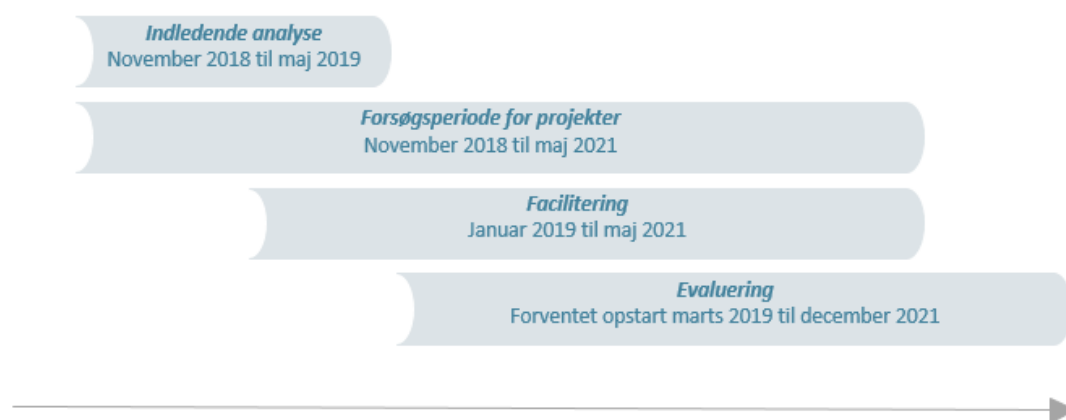 Indledende analyse
November 2018 til maj 2019
Forsøgsperiode for projekter
November 2018 til maj 2021
Facilitering
Januar 2019 til maj 2021
Evaluering
Forventet opstart marts 2019 til december 2021